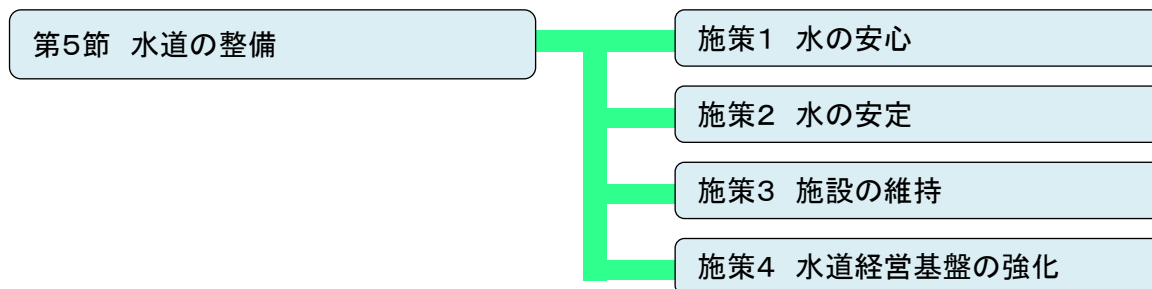 第5節 水道の整備
施策1 水の安心
施策2 水の安定
施策3 施設の維持
施策4 水道経営基盤の強化